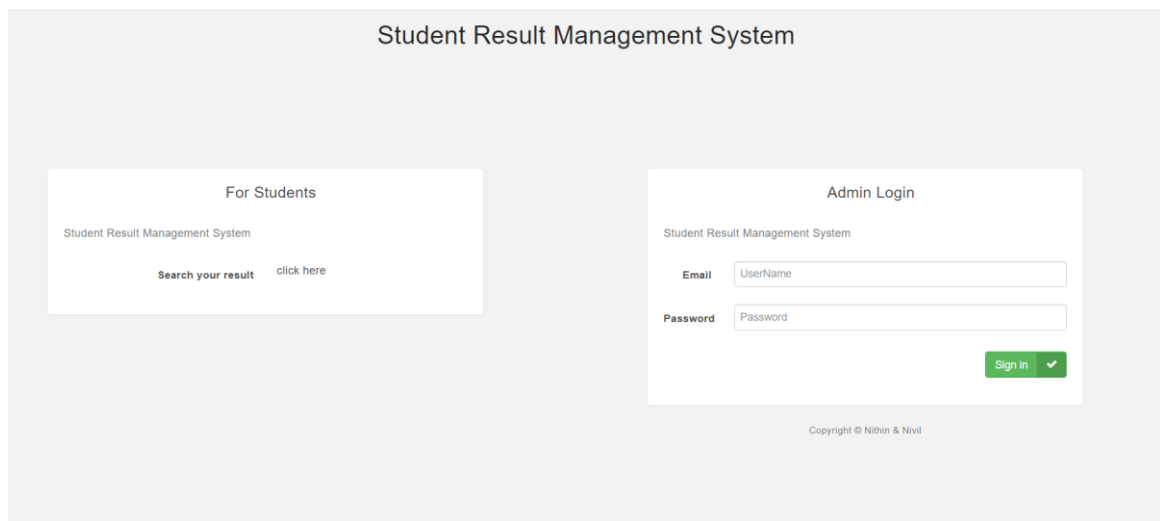 Student Result Management System
For Students
Student Result Management System
Search your result click here
Admin Login
Student Result Management System
Email UserName
Password Password
Sign in
Copyright © Nithin & Nivil